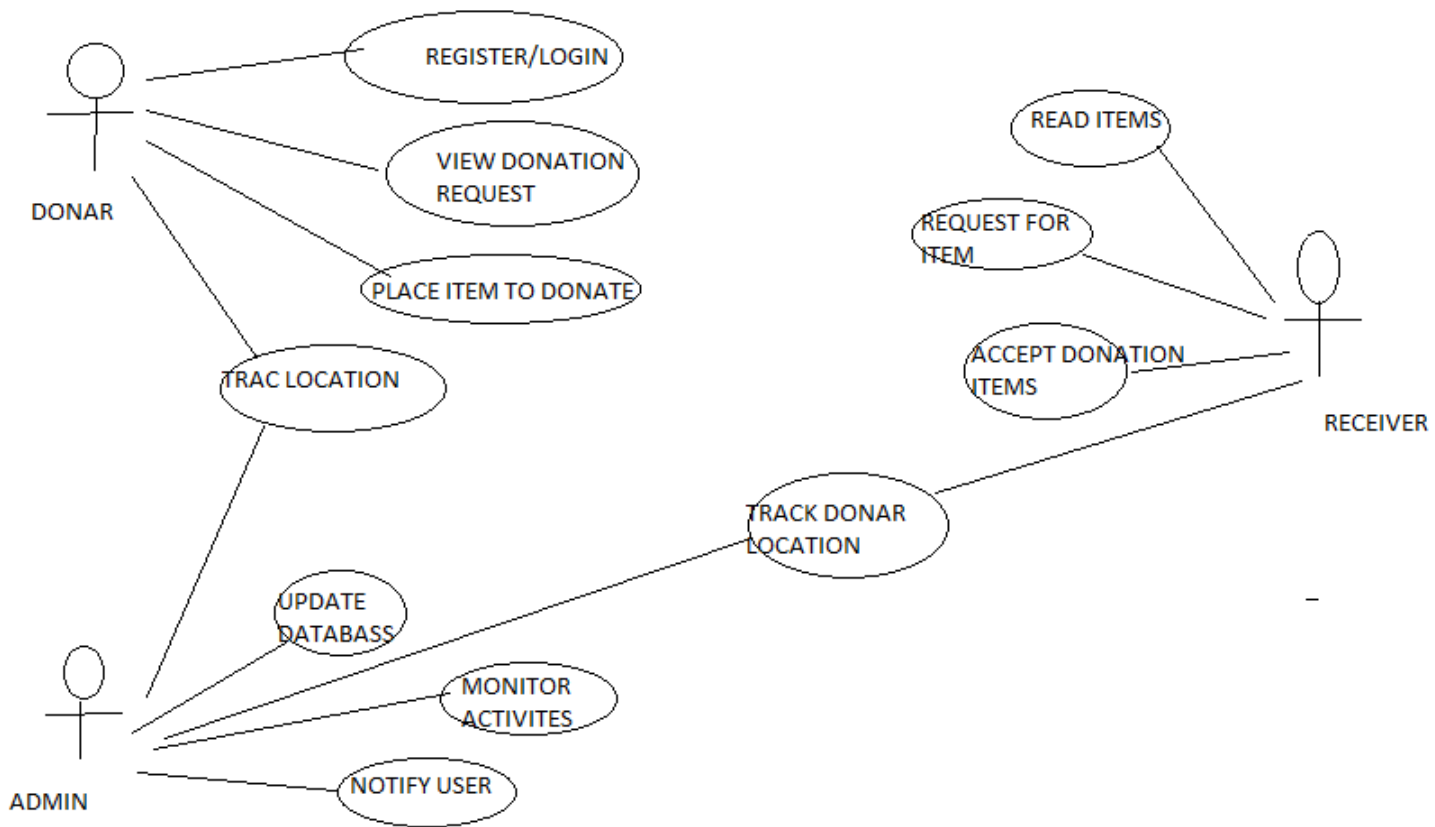 REGISTER/LOGIN
READ ITEMS
VIEW DONATION
REQUEST
DONAR
REQUEST FOR
ITEM
PLACE ITEM TO DONATE
TRAC LOCATION
ACCEPT DONATION
ITEMS
RECEIVER
TRACK DONAR
LOCATION
UPDATE
DATABASS
MONITOR
ACTIVITES
NOTIFY USER
ADMIN